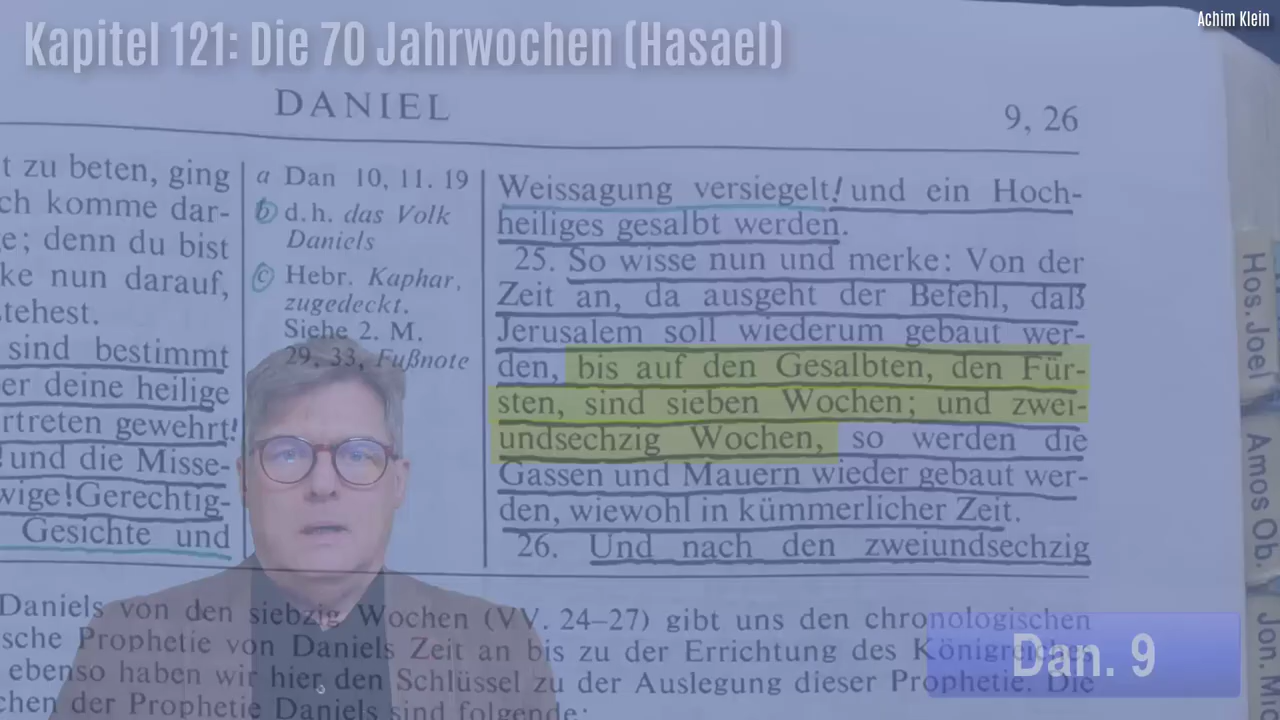 Kapitel 121: Die 70 Jahrwochen (Hasael)
Achim Klein
DANIEL
9, 26
t zu beten, ging
ch komme dar-
e; denn du bist
ke nun darauf,
tehest.
sind bestimmt
er deine heilige
rtreten gewehrt!
und die Misse-
wige!Gerechtig-
Gesichte und
a Dan 10, 11. 19
b d.h. das Volk
Daniels
c Hebr. Kaphar,
zugedeckt.
Siehe 2. M.
29, 33, Fußnote
Weissagung versiegelt! und ein Hoch-
heiliges gesalbt werden.
25. So wisse nun und merke: Von der
Zeit an, da ausgeht der Befehl, daß
Jerusalem soll wiederum gebaut wer-
den, bis auf den Gesalbten, den Für-
sten, sind sieben Wochen; und zwei-
undsechzig Wochen, so werden die
Gassen und Mauern wieder gebaut wer-
den, wiewohl in kümmerlicher Zeit.
26. Und nach den zweiundsechzig
Daniels von den siebzig Wochen (VV. 24–27) gibt uns den chronologischen
sche Prophetie von Daniels Zeit an bis zu der Errichtung des Königreiches
ebenso haben wir hier den Schlüssel zu der Auslegung dieser Prophetie. Die
chen der Prophetie Daniels sind folgende:
Dan. 9
Hos. Joel
Amos Ob.
Jon. Mic